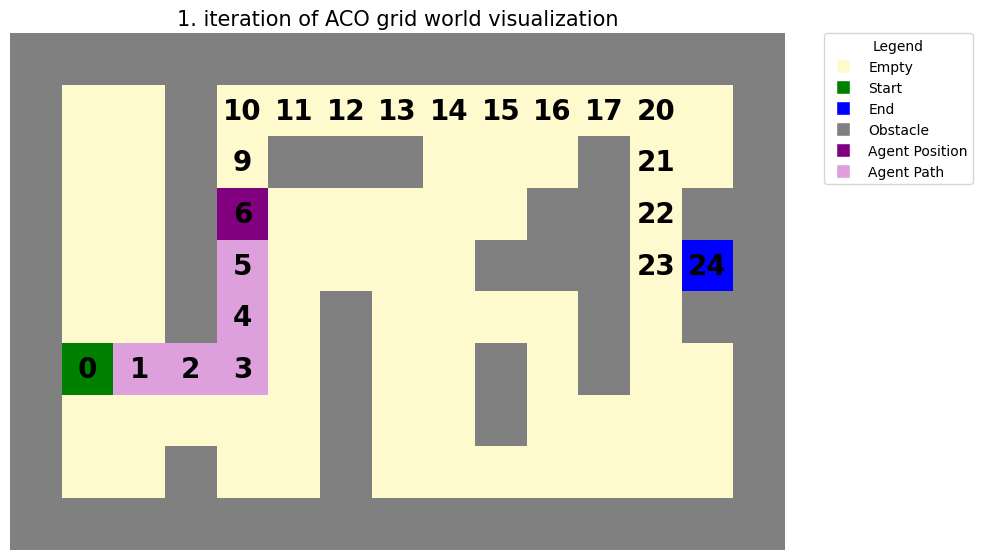 1. iteration of ACO grid world visualization
Legend
Empty
Start
End
Obstacle
Agent Position
Agent Path
10 11 12 13 14 15 16 17 20
9 21
6 22
5 23 24
4
0 1 2 3